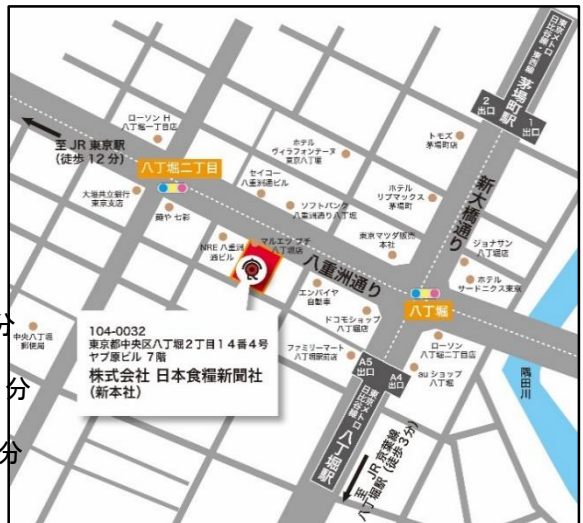 東京メトロ
日比谷線・東西線
茅場町駅
2
出口
1
出口
ローソン H
八丁堀一丁目店
至 JR 東京駅
(徒歩 12 分)
八丁堀二丁目
ホテル
ヴィラフォンテーヌ
東京八丁堀
トモズ
茅場町店
セイコー
八重洲通ビル
大垣共立銀行
東京支店
ソフトバンク
八重洲通り八丁堀
ホテル
リブマックス
茅場町
新大橋通り
麺や 七彩
NRE 八重洲
通ビル
マルエツ プチ
八丁堀店
東京マツダ販売
本社
ジョナサン
八丁堀店
八重洲通り
エンパイヤ
自動車
ホテル
サードニクス東京
八丁堀
ドコモショップ
八丁堀店
分
中央八丁堀
郵便局
104-0032
東京都中央区八丁堀2丁目14番4号
ヤブ原ビル 7階
株式会社 日本食糧新聞社
(新本社)
ファミリーマート
八丁堀駅前店
ローソン
八丁堀二丁目店
A5
出口
A4
出口
au ショップ
八丁堀
隅田川
分
東京メトロ
日比谷線
八丁堀駅
分
至 JR 京葉線
八丁堀駅 (徒歩 3 分)